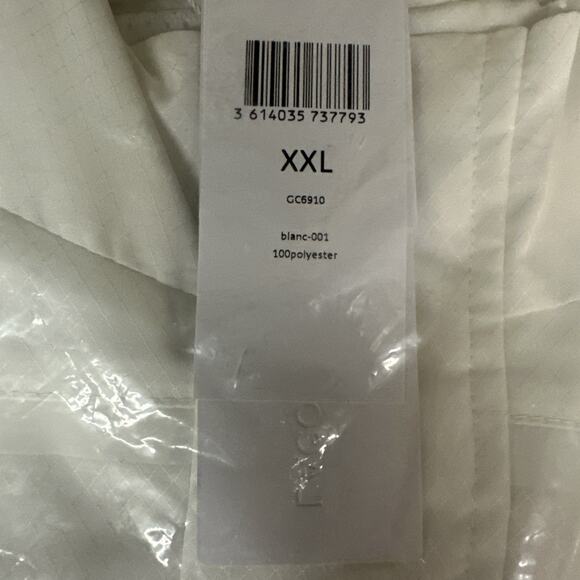 3 614035 737793
XXL
GC6910
blanc-001
100polyester